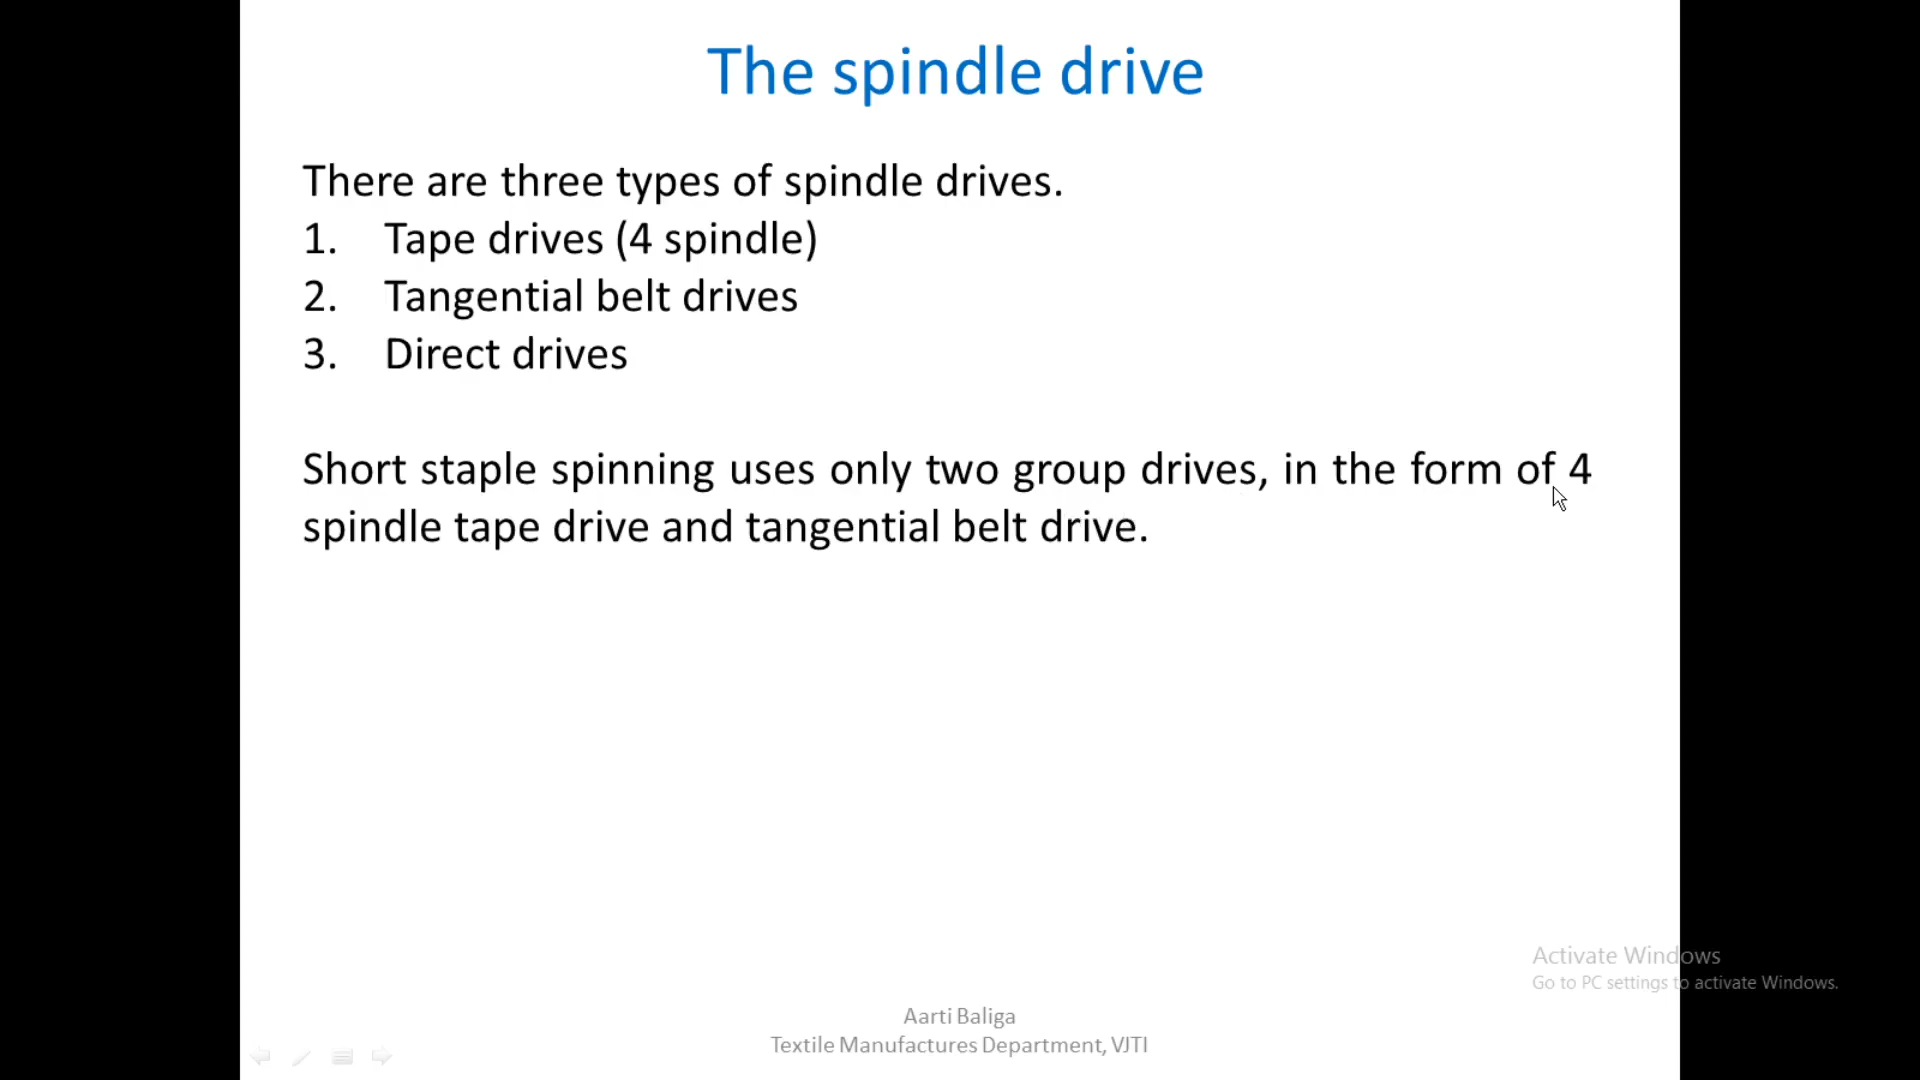 The spindle drive
There are three types of spindle drives.
1. Tape drives (4 spindle)
2. Tangential belt drives
3. Direct drives
Short staple spinning uses only two group drives, in the form of 4
spindle tape drive and tangential belt drive.
Activate Windows
Go to PC settings to activate Windows.
Aarti Baliga
Textile Manufactures Department, VJTI